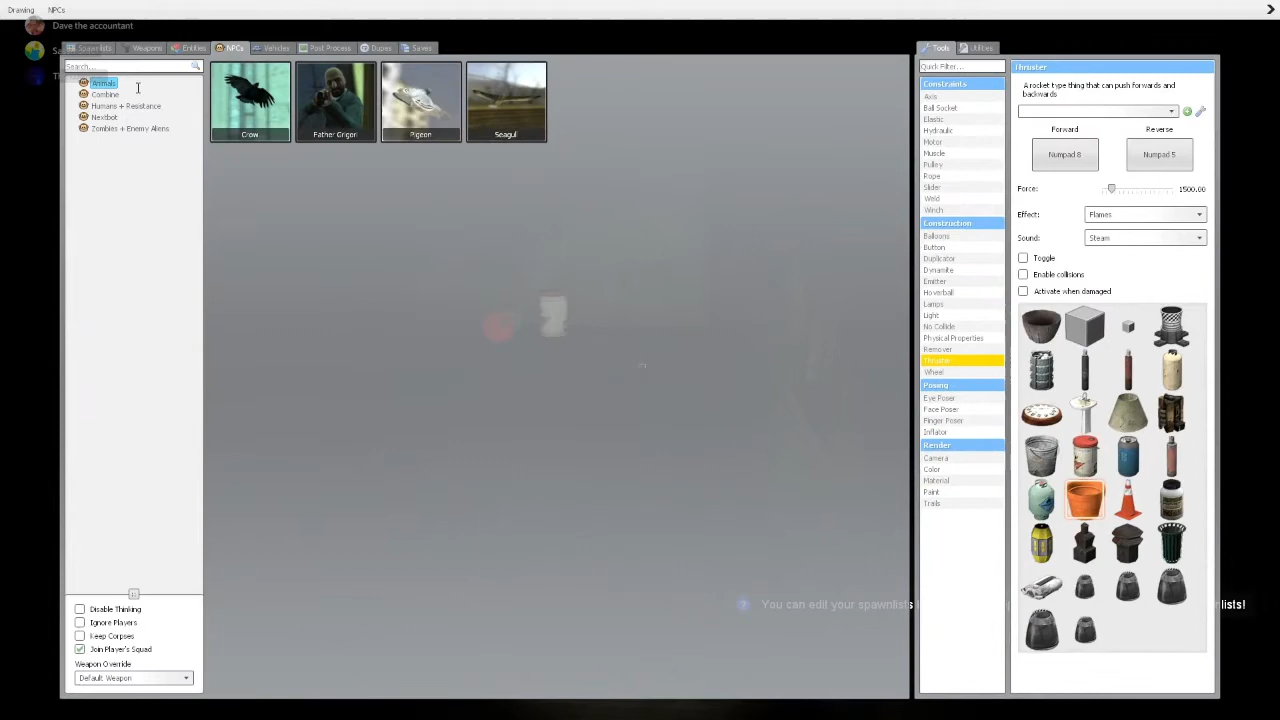 Drawing NPCs
Dave the accountant
Spawnlists Weapons Entities NPCs Vehicles Post Process Dupes Saves
Search...
Animals
Combine
Humans + Resistance
Nextbot
Zombies + Enemy Aliens
Crow
Father Grigori
Pigeon
Seagull
Disable Thinking
Ignore Players
Keep Corpses
Join Player's Squad
Weapon Override
Default Weapon
You can edit your spawnlists
lists!
Tools Utilities
Quick Filter...
Constraints
Axis
Ball Socket
Elastic
Hydraulic
Motor
Muscle
Pulley
Rope
Slider
Weld
Winch
Construction
Balloons
Button
Duplicator
Dynamite
Emitter
Hoverball
Lamps
Light
No Collide
Physical Properties
Remover
Thruster
Wheel
Posing
Eye Poser
Face Poser
Finger Poser
Inflator
Render
Camera
Color
Material
Paint
Trails
Thruster
A rocket type thing that can push forwards and
backwards
Forward Reverse
Numpad 8 Numpad 5
Force: 1500.00
Effect: Flames
Sound: Steam
Toggle
Enable collisions
Activate when damaged